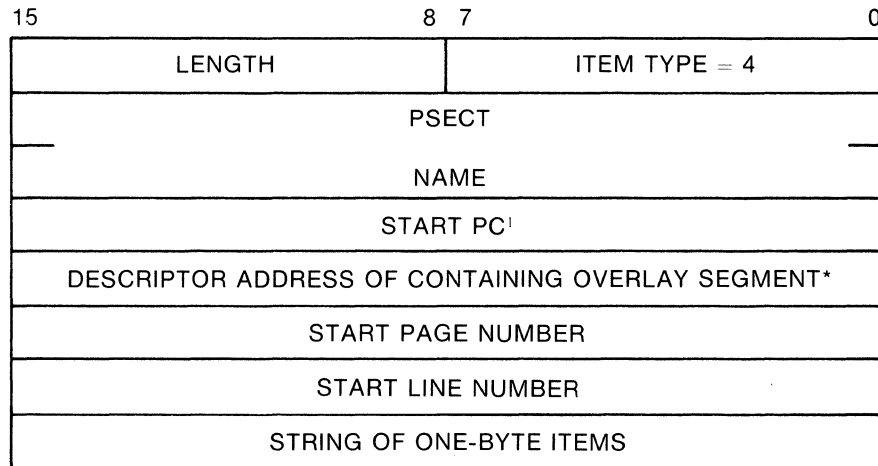 15 8 7 0
LENGTH ITEM TYPE = 4
PSECT
NAME
START PC¹
DESCRIPTOR ADDRESS OF CONTAINING OVERLAY SEGMENT*
START PAGE NUMBER
START LINE NUMBER
STRING OF ONE-BYTE ITEMS